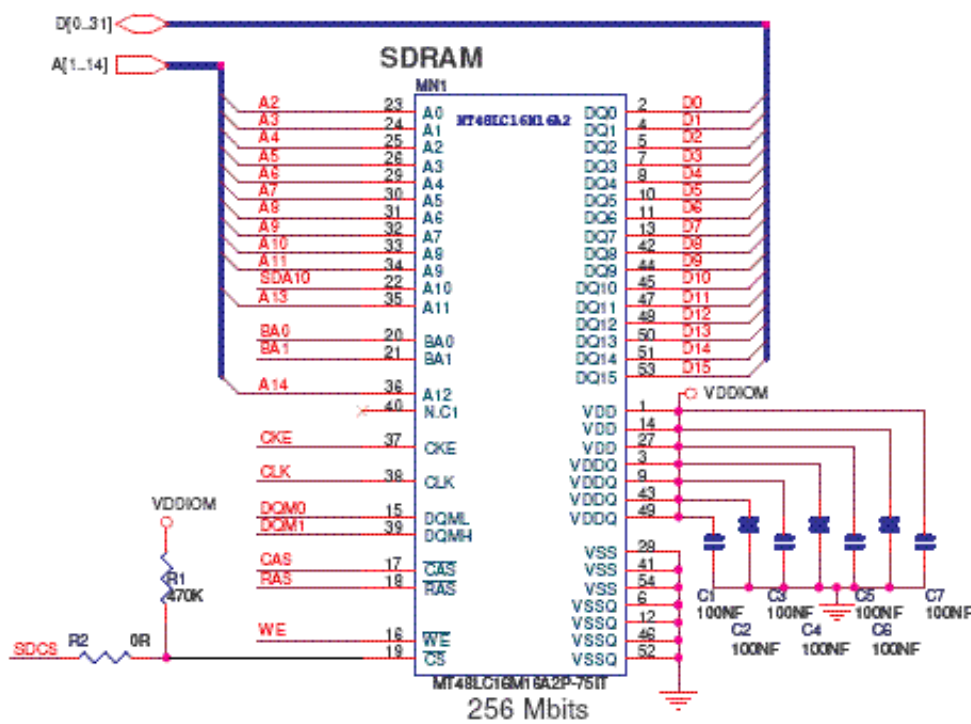 D[0..31]
A[1..14]
SDRAM
MN1
MT48LC16M16A2
A2 23 A0 DQ0 2 D0
A3 24 A1 DQ1 4 D1
A4 25 A2 DQ2 5 D2
A5 26 A3 DQ3 7 D3
A6 29 A4 DQ4 8 D4
A7 30 A5 DQ5 10 D5
A8 31 A6 DQ6 11 D6
A9 32 A7 DQ7 13 D7
A10 33 A8 DQ8 42 D8
A11 34 A9 DQ9 44 D9
SDA10 22 A10 DQ10 45 D10
A13 35 A11 DQ11 47 D11
DQ12 48 D12
BA0 20 BA0 DQ13 50 D13
BA1 21 BA1 DQ14 51 D14
DQ15 53 D15
A14 36 A12
VDDIOM
40 N.C1 VDD 1
VDD 14
CKE 37 CKE VDD 27
VDDQ 3
CLK 38 CLK VDDQ 9
VDDQ 43
DQM0 15 DQML VDDQ 49
DQM1 39 DQMH
VDDIOM
VSS 28
CAS 17 CAS VSS 41
RAS 18 RAS VSS 54
VSSQ 6
VSSQ 12
WE 16 WE VSSQ 46
19 CS VSSQ 52
R1
470K
SDCS R2 0R
C1 C3 C5 C7
100NF 100NF 100NF 100NF
C2 C4 C6
100NF 100NF 100NF
MT48LC16M16A2P-75IT
256 Mbits